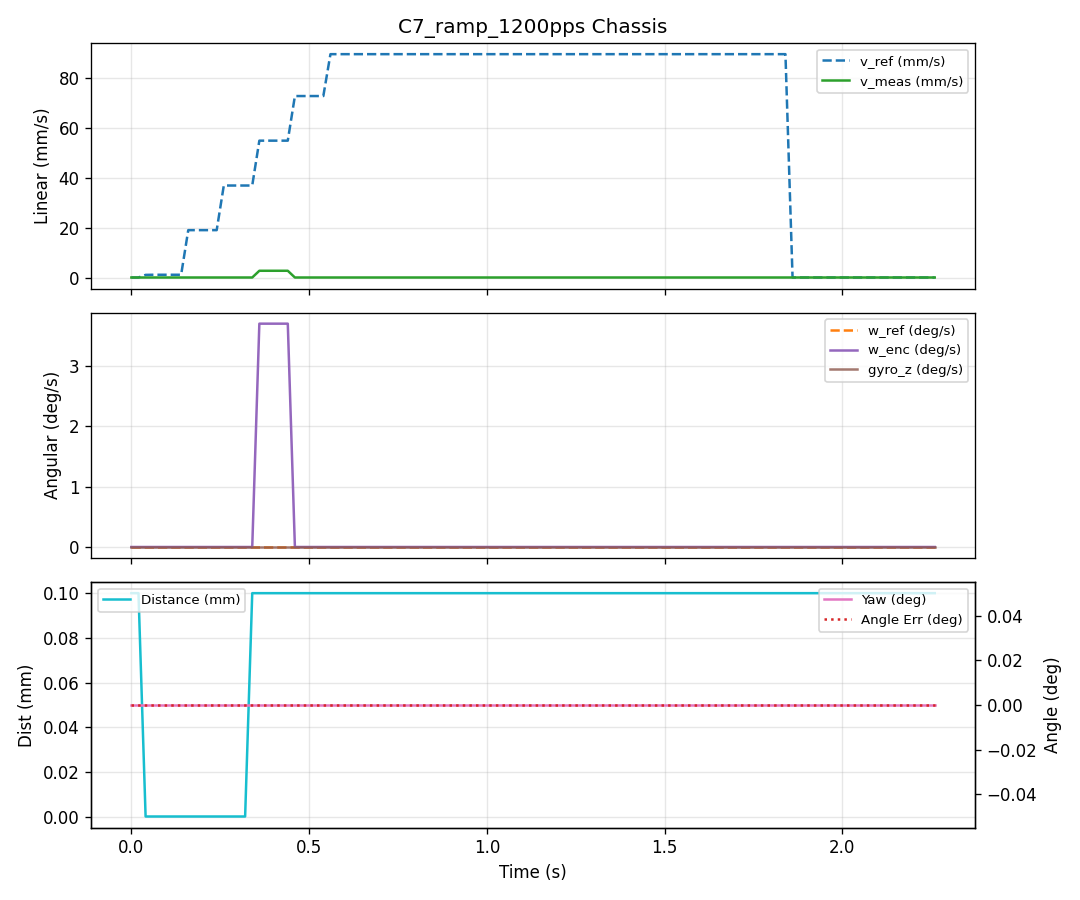 C7_ramp_1200pps Chassis
Linear (mm/s)
80
60
40
20
0
v_ref (mm/s)
v_meas (mm/s)
Angular (deg/s)
3
2
1
0
w_ref (deg/s)
w_enc (deg/s)
gyro_z (deg/s)
Dist (mm)
0.10
0.08
0.06
0.04
0.02
0.00
Distance (mm)
Yaw (deg)
Angle Err (deg)
0.04
0.02
0.00
−0.02
−0.04
Angle (deg)
0.0
0.5
1.0
1.5
2.0
Time (s)